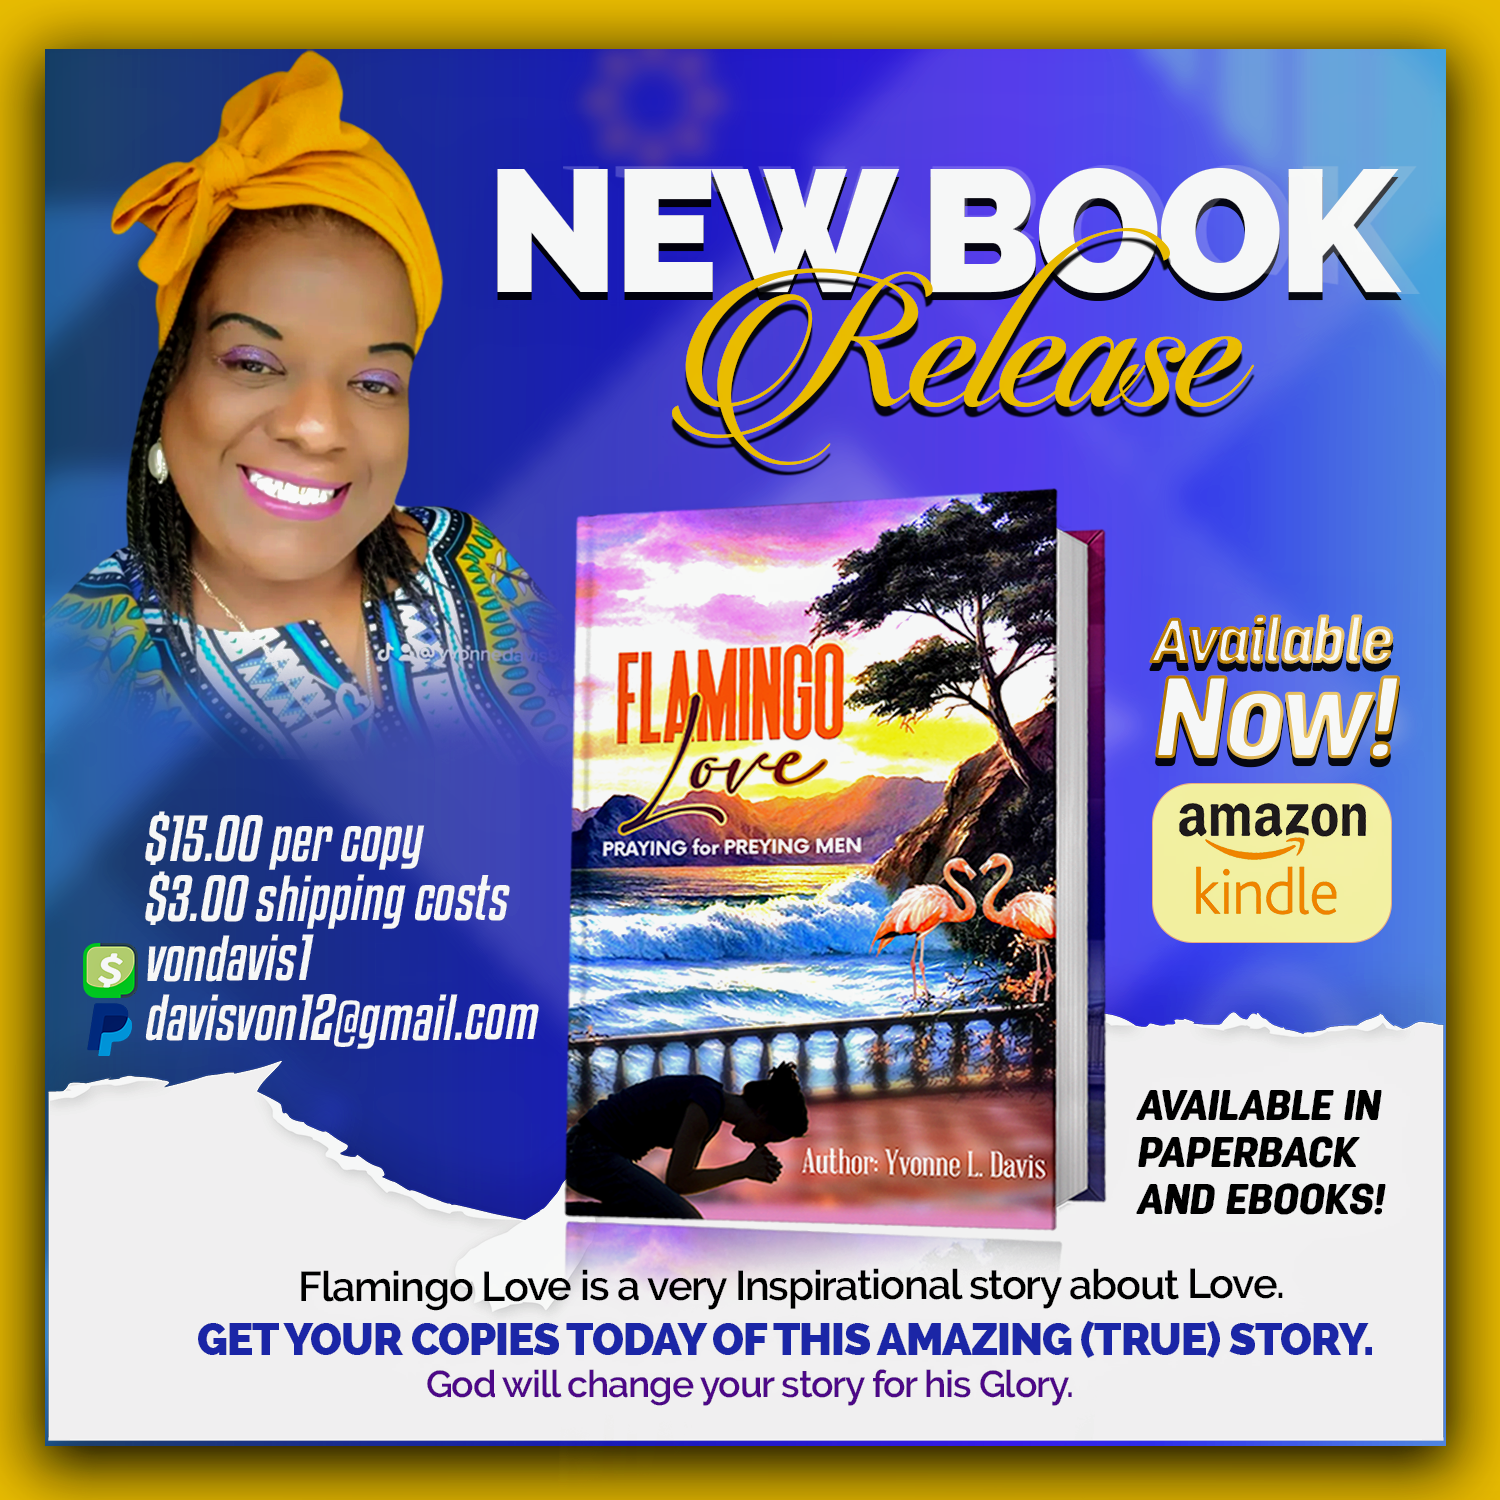 NEW BOOK
Release
FLAMINGO
Love
PRAYING for PREYING MEN
Author: Yvonne L. Davis
Available
Now!
amazon
kindle
$15.00 per copy
$3.00 shipping costs
$
vondavis1
davisvon12@gmail.com
AVAILABLE IN
PAPERBACK
AND EBOOKS!
Flamingo Love is a very Inspirational story about Love.
GET YOUR COPIES TODAY OF THIS AMAZING (TRUE) STORY.
God will change your story for his Glory.